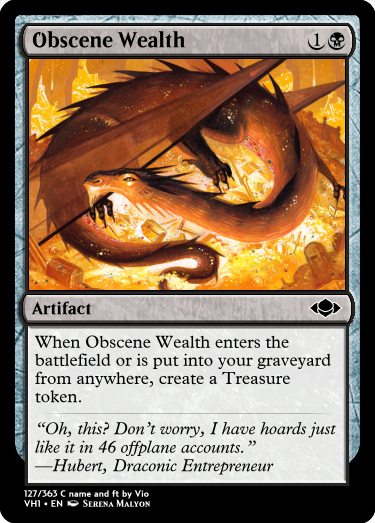 Obscene Wealth 1
Artifact
When Obscene Wealth enters the
battlefield or is put into your graveyard
from anywhere, create a Treasure
token.
“Oh, this? Don’t worry, I have hoards just
like it in 46 offplane accounts.”
—Hubert, Draconic Entrepreneur
127/363 C name and ft by Vio
VH1 • EN Serena Malyon